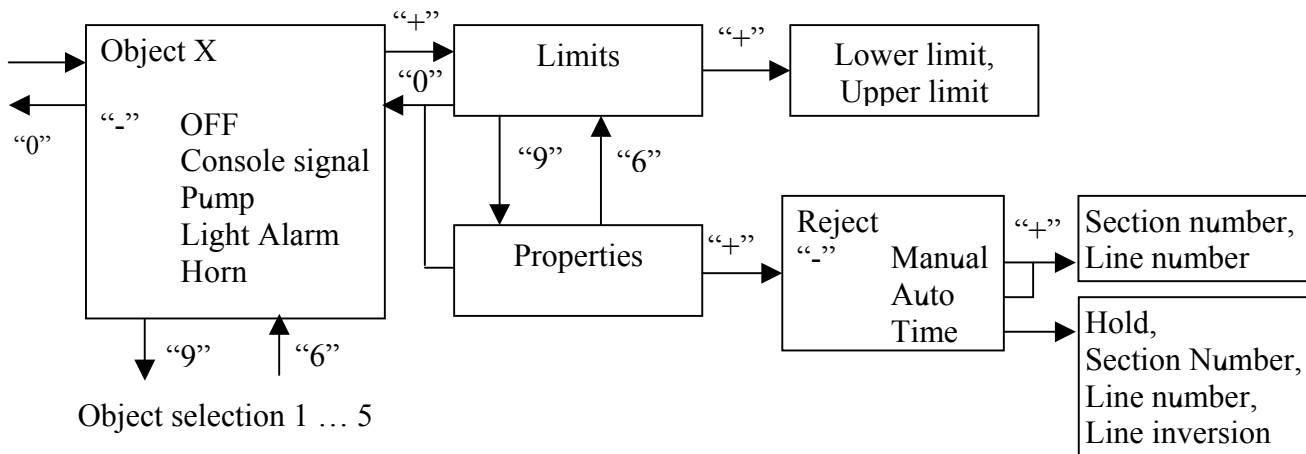 Object X
“-” OFF
Console signal
Pump
Light Alarm
Horn
“0”
“+”
“0”
Limits
“+”
Lower limit,
Upper limit
“9”
“6”
Properties
“+”
Reject
“-” Manual
Auto
Time
“+”
Section number,
Line number
Hold,
Section Number,
Line number,
Line inversion
“9”
“6”
Object selection 1 … 5